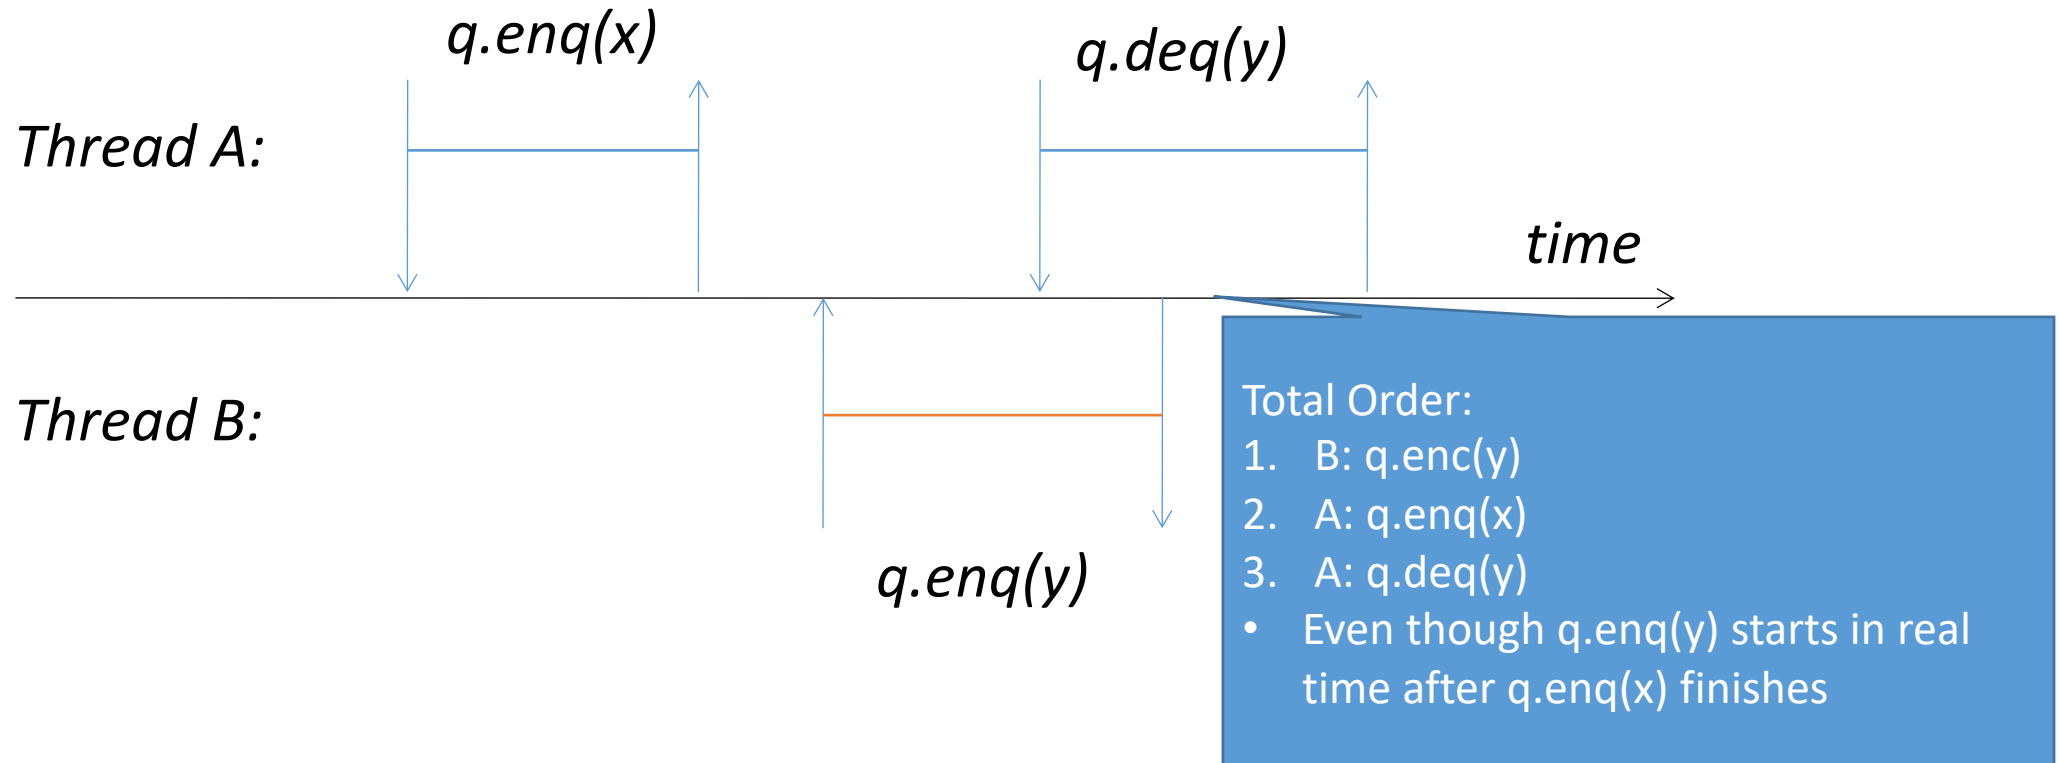 q.enq(x)
q.deq(y)
Thread A:
time
Thread B:
q.enq(y)
Total Order:
1. B: q.enc(y)
2. A: q.enq(x)
3. A: q.deq(y)
• Even though q.enq(y) starts in real
time after q.enq(x) finishes